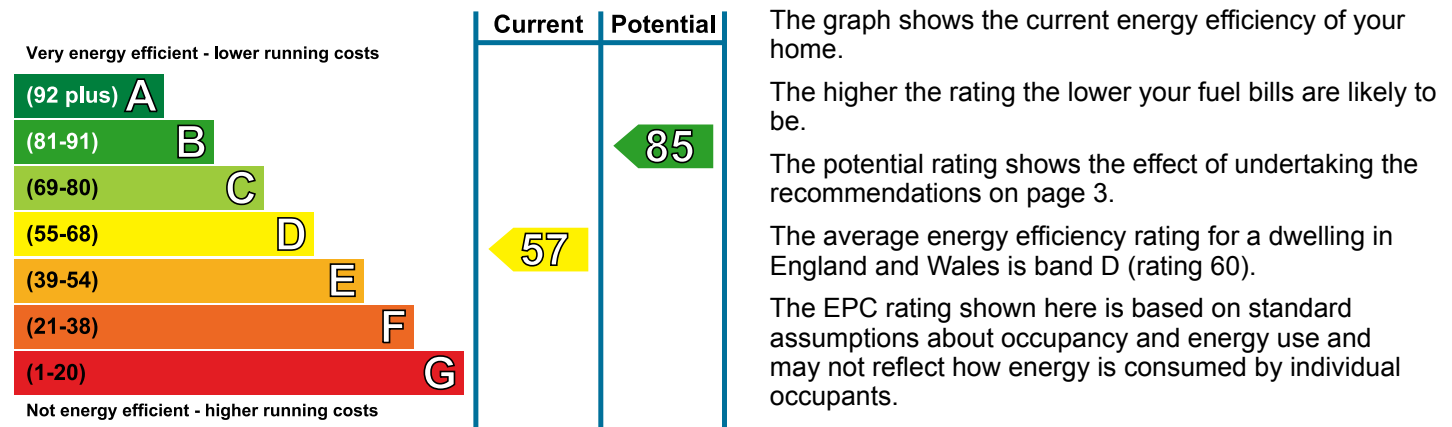 Current Potential
Very energy efficient - lower running costs
(92 plus) A
(81-91) B
85
(69-80) C
(55-68) D
57
(39-54) E
(21-38) F
(1-20) G
Not energy efficient - higher running costs
The graph shows the current energy efficiency of your
home.
The higher the rating the lower your fuel bills are likely to
be.
The potential rating shows the effect of undertaking the
recommendations on page 3.
The average energy efficiency rating for a dwelling in
England and Wales is band D (rating 60).
The EPC rating shown here is based on standard
assumptions about occupancy and energy use and
may not reflect how energy is consumed by individual
occupants.